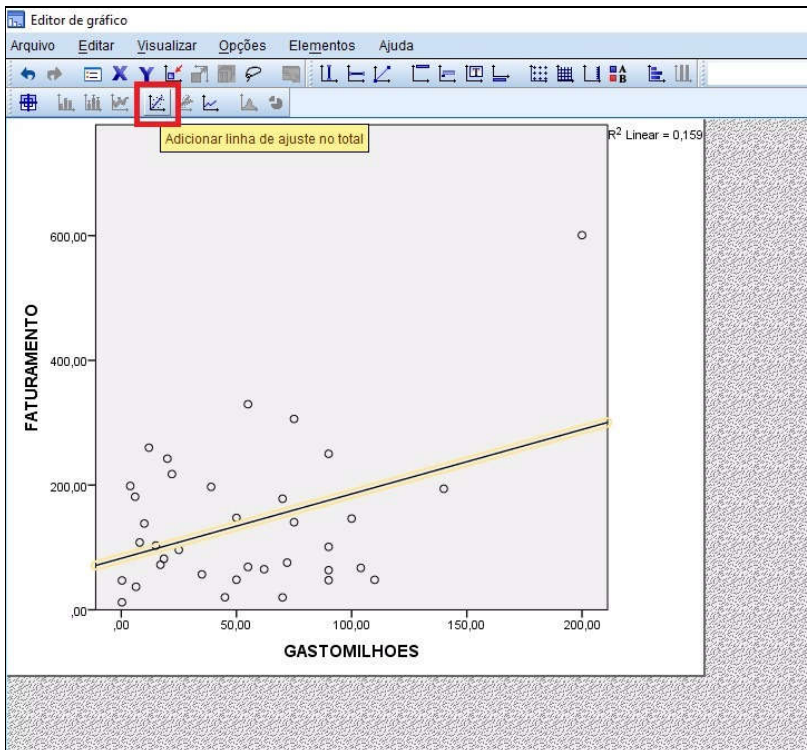 Editor de gráfico
Arquivo Editar Visualizar Opções Elementos Ajuda
X Y
A
B
Adicionar linha de ajuste no total
R² Linear = 0,159
600,00
400,00
200,00
,00
FATURAMENTO
,00 50,00 100,00 150,00 200,00
GASTOMILHOES